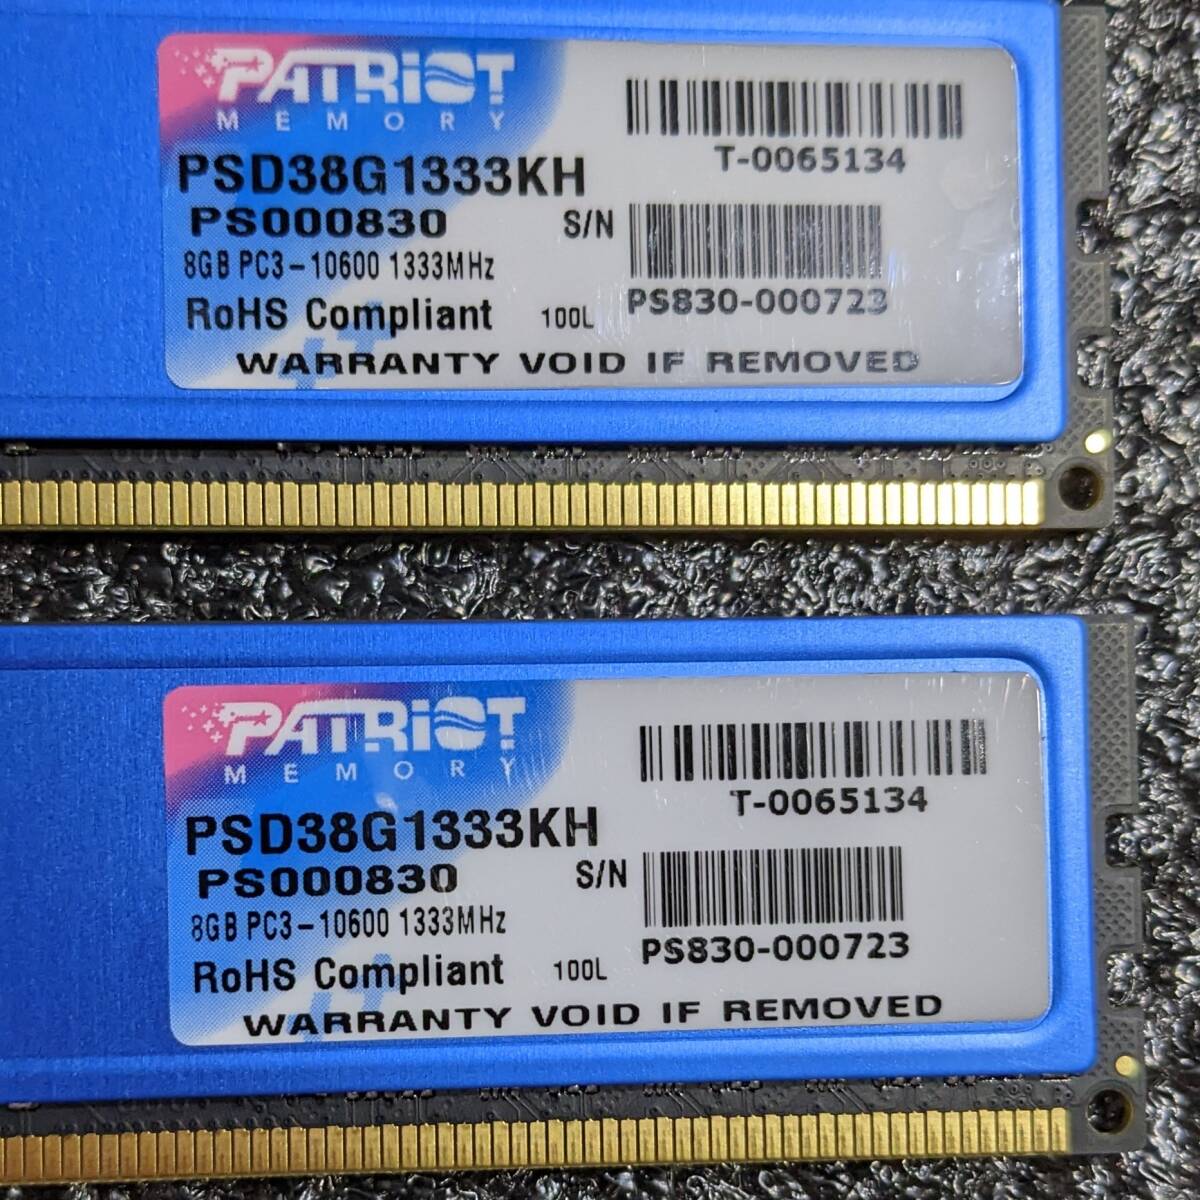 PATRiOT
MEMORY
T-0065134
PSD38G1333KH
PS000830
S/N
8GB PC3-10600 1333MHz
PS830-000723
RoHS Compliant 100L
WARRANTY VOID IF REMOVED
PATRiOT
MEMORY
T-0065134
PSD38G1333KH
PS000830
S/N
8GB PC3-10600 1333MHz
PS830-000723
RoHS Compliant 100L
WARRANTY VOID IF REMOVED